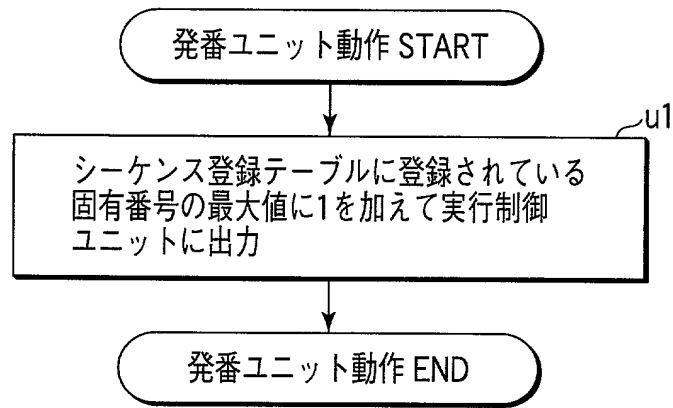 発番ユニット動作 START
u1
シーケンス登録テーブルに登録されている
固有番号の最大値に1を加えて実行制御
ユニットに出力
発番ユニット動作 END